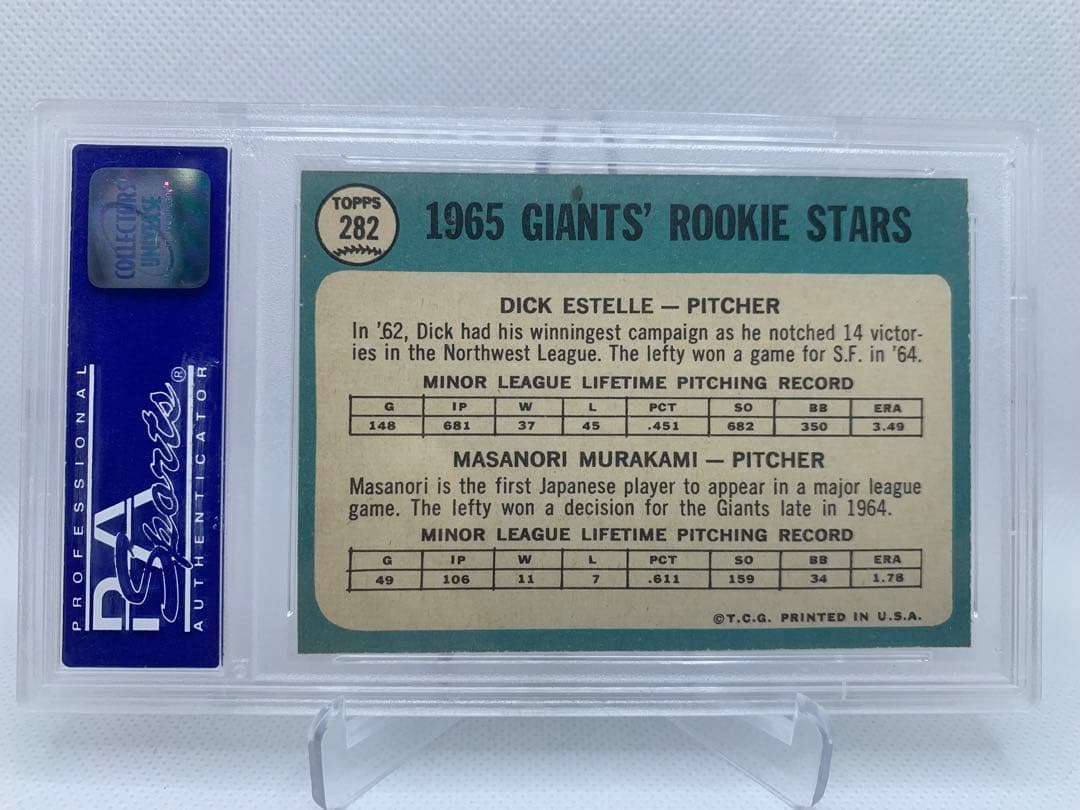 COLLECTORS
UNIVERSE
PROFESSIONAL
PSA
Sports®
AUTHENTICATOR
TOPPS
282
1965 GIANTS' ROOKIE STARS
DICK ESTELLE — PITCHER
In '62, Dick had his winningest campaign as he notched 14 victor-
ies in the Northwest League. The lefty won a game for S.F. in '64.
MINOR LEAGUE LIFETIME PITCHING RECORD
G IP W L PCT SO BB ERA
148 681 37 45 .451 682 350 3.49
MASANORI MURAKAMI — PITCHER
Masanori is the first Japanese player to appear in a major league
game. The lefty won a decision for the Giants late in 1964.
MINOR LEAGUE LIFETIME PITCHING RECORD
G IP W L PCT SO BB ERA
49 106 11 7 .611 159 34 1.78
©T.C.G. PRINTED IN U.S.A.